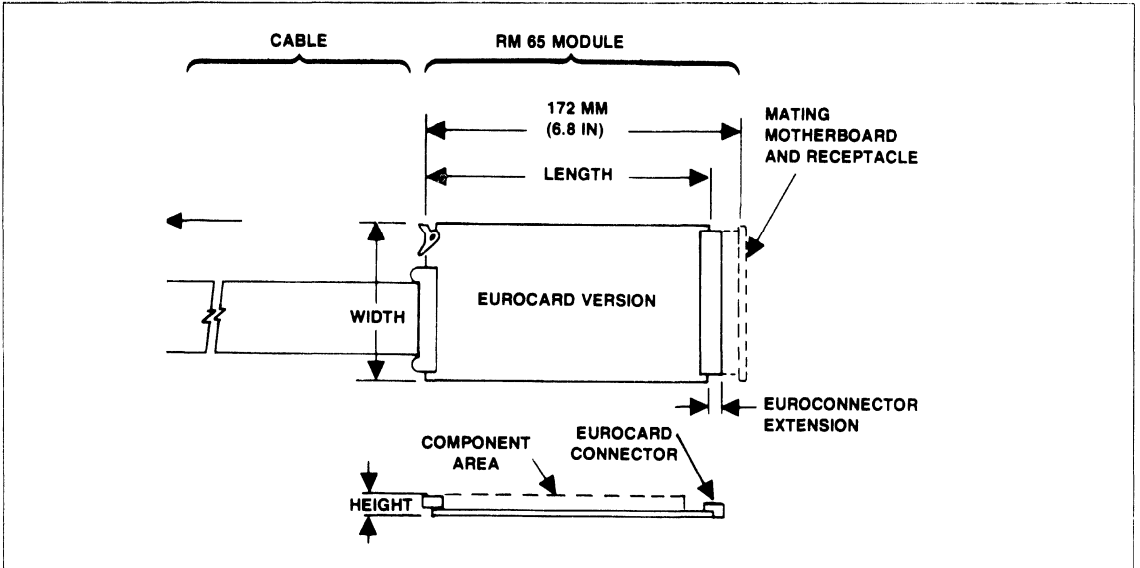 CABLE
RM 65 MODULE
172 MM
(6.8 IN)
MATING
MOTHERBOARD
AND RECEPTACLE
LENGTH
EUROCARD VERSION
WIDTH
EUROCONNECTOR
EXTENSION
EUROCARD
CONNECTOR
COMPONENT
AREA
HEIGHT